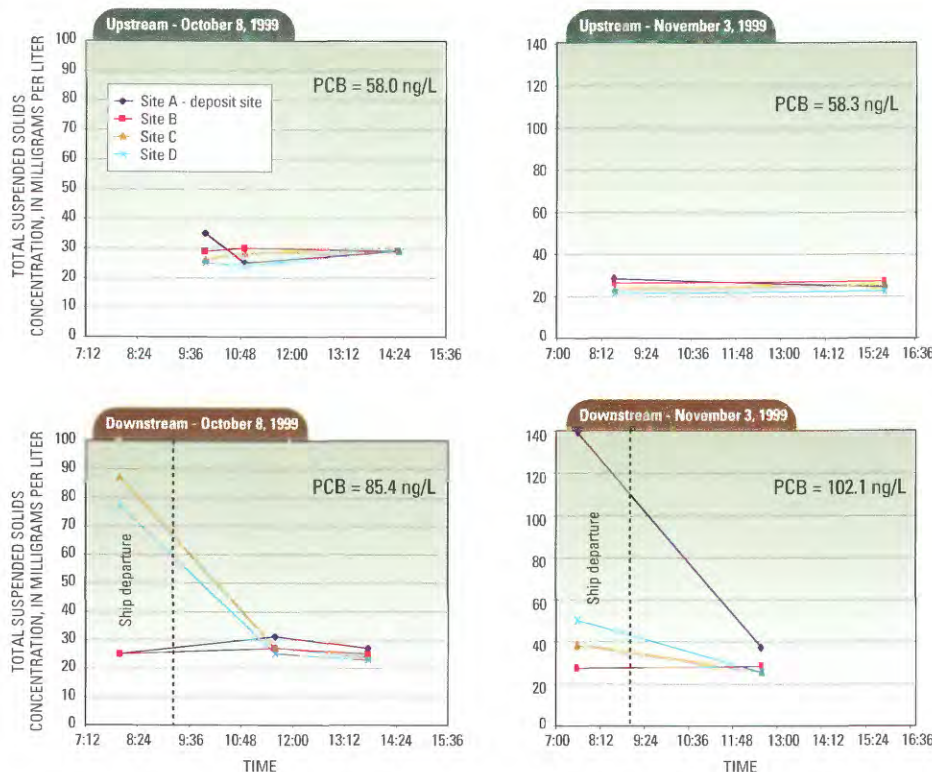 Upstream - October 8, 1999
TOTAL SUSPENDED SOLIDS
CONCENTRATION, IN MILLIGRAMS PER LITER
100
90
80
70
60
50
40
30
20
10
0
PCB = 58.0 ng/L
Site A - deposit site
Site B
Site C
Site D
7:12 8:24 9:36 10:48 12:00 13:12 14:24 15:36
Upstream - November 3, 1999
140
120
100
80
60
40
20
0
PCB = 58.3 ng/L
7:00 8:12 9:24 10:36 11:48 13:00 14:12 15:24 16:36
Downstream - October 8, 1999
TOTAL SUSPENDED SOLIDS
CONCENTRATION, IN MILLIGRAMS PER LITER
100
90
80
70
60
50
40
30
20
10
0
PCB = 85.4 ng/L
Ship departure
7:12 8:24 9:36 10:48 12:00 13:12 14:24 15:36
TIME
Downstream - November 3, 1999
140
120
100
80
60
40
20
0
PCB = 102.1 ng/L
Ship departure
7:00 8:12 9:24 10:36 11:48 13:00 14:12 15:24 16:36
TIME